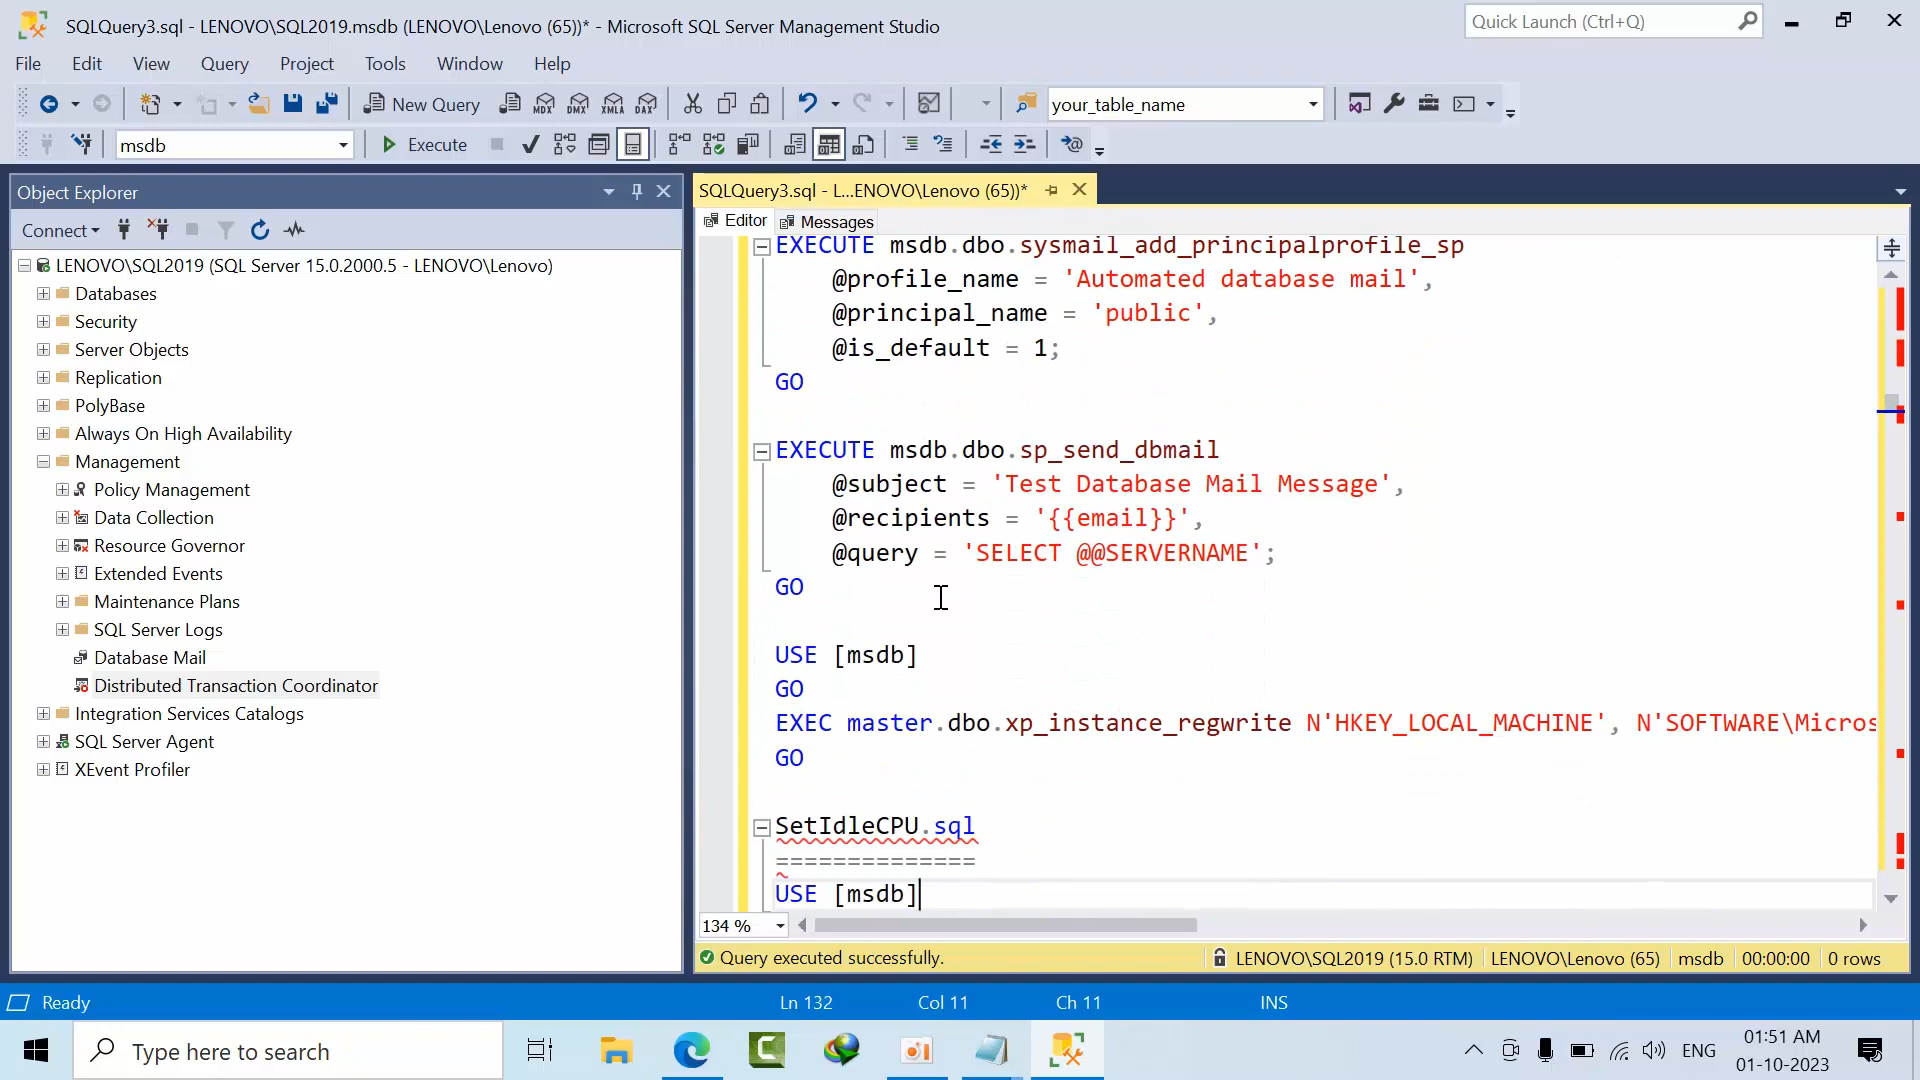 SQLQuery3.sql - LENOVO\SQL2019.msdb (LENOVO\Lenovo (65))* - Microsoft SQL Server Management Studio
Quick Launch (Ctrl+Q)
File Edit View Query Project Tools Window Help
New Query MDX DMX XMLA DAX your_table_name
msdb Execute
Object Explorer
Connect
LENOVO\SQL2019 (SQL Server 15.0.2000.5 - LENOVO\Lenovo)
Databases
Security
Server Objects
Replication
PolyBase
Always On High Availability
Management
Policy Management
Data Collection
Resource Governor
Extended Events
Maintenance Plans
SQL Server Logs
Database Mail
Distributed Transaction Coordinator
Integration Services Catalogs
SQL Server Agent
XEvent Profiler
SQLQuery3.sql - L...ENOVO\Lenovo (65))*
Editor Messages
EXECUTE msdb.dbo.sysmail_add_principalprofile_sp
@profile_name = 'Automated database mail',
@principal_name = 'public',
@is_default = 1;
GO
EXECUTE msdb.dbo.sp_send_dbmail
@subject = 'Test Database Mail Message',
@recipients = '{{email}}',
@query = 'SELECT @@SERVERNAME';
GO
USE [msdb]
GO
EXEC master.dbo.xp_instance_regwrite N'HKEY_LOCAL_MACHINE', N'SOFTWARE\Micros
GO
SetIdleCPU.sql
==============
USE [msdb]
134 %
Query executed successfully. LENOVO\SQL2019 (15.0 RTM) LENOVO\Lenovo (65) msdb 00:00:00 0 rows
Ready Ln 132 Col 11 Ch 11 INS
Type here to search
ENG
01:51 AM
01-10-2023